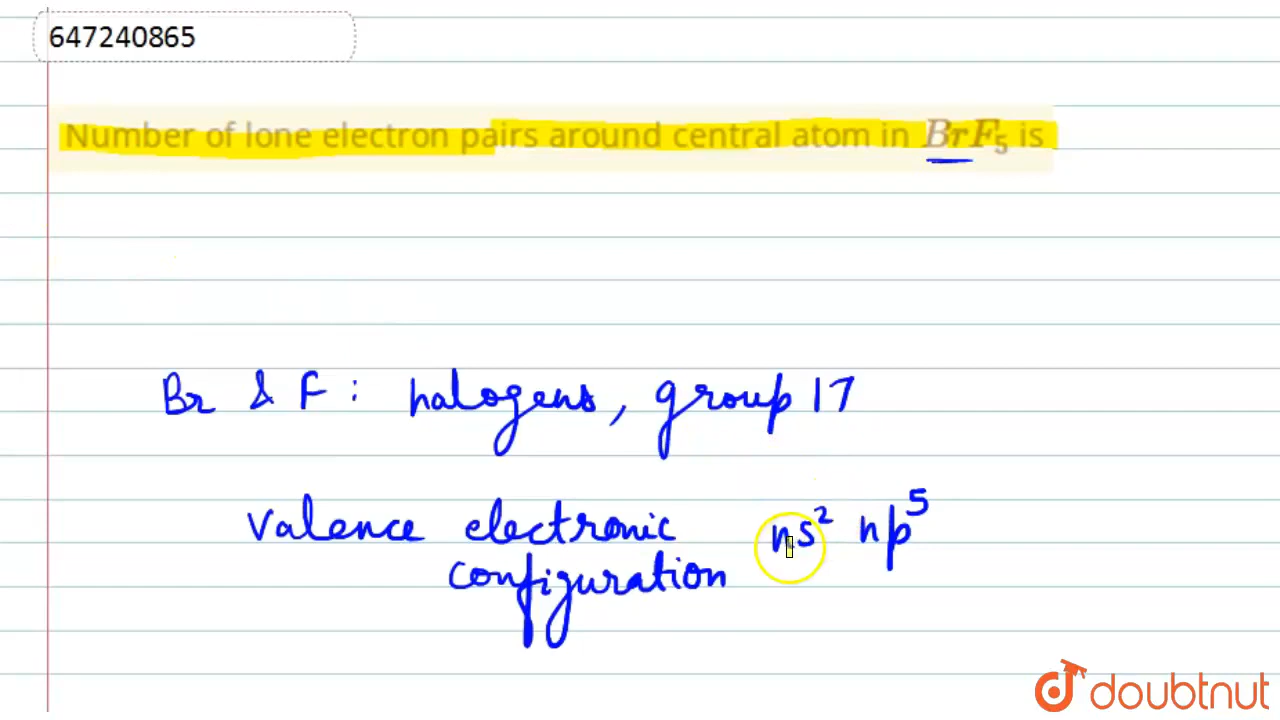 647240865
Number of lone electron pairs around central atom in BrF₅ is
Br & F : halogens, group 17
Valence electronic ns² np⁵
configuration
doubtnut